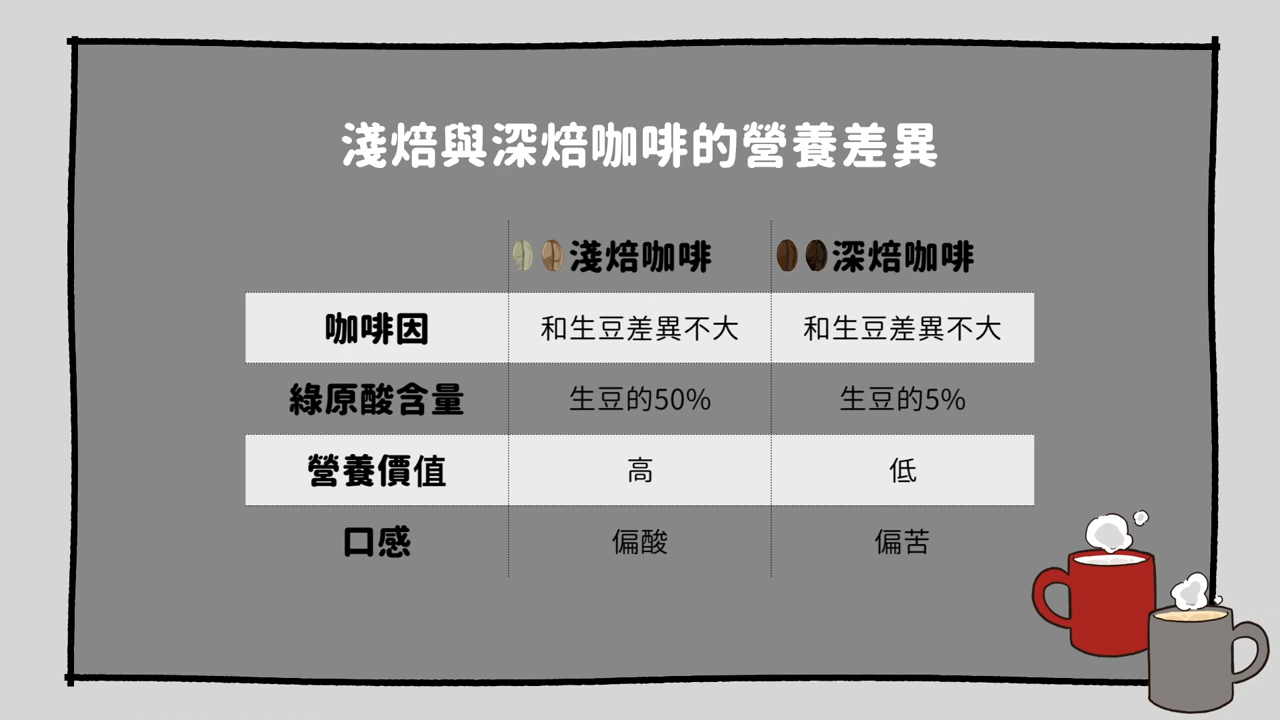 淺焙與深焙咖啡的營養差異
淺焙咖啡 深焙咖啡
咖啡因 和生豆差異不大 和生豆差異不大
綠原酸含量 生豆的50% 生豆的5%
營養價值 高 低
口感 偏酸 偏苦